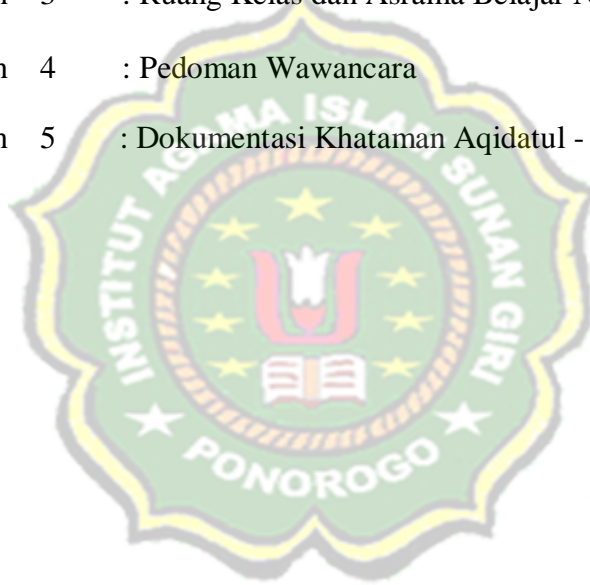 n 3 : Ruang Kelas dan Asrama Belajar
n 4 : Pedoman Wawancara
n 5 : Dokumentasi Khataman Aqidatul -
INSTITUT AGAMA ISLAM SUNAN GIRI
PONOROGO